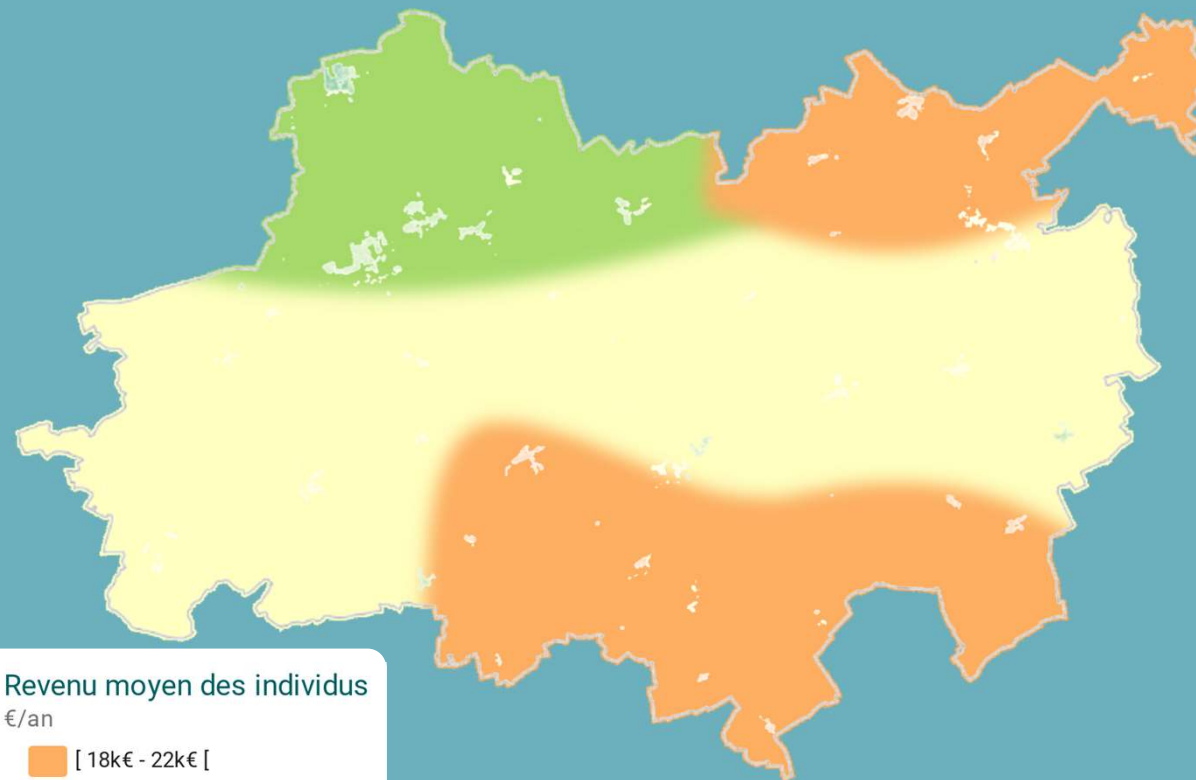 Revenu moyen des individus
€/an
[ 18k€ - 22k€ [